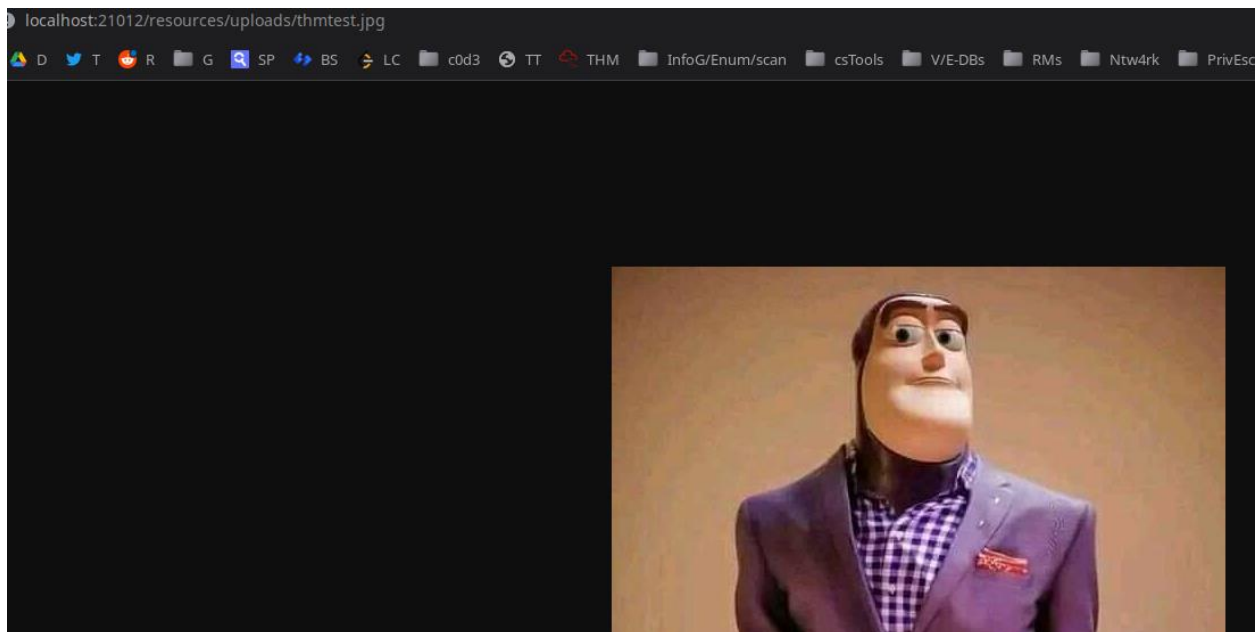 localhost:21012/resources/uploads/thmtest.jpg
D T R G SP BS LC c0d3 TT THM InfoG/Enum/scan csTools V/E-DBs RMs Ntw4rk PrivEsc